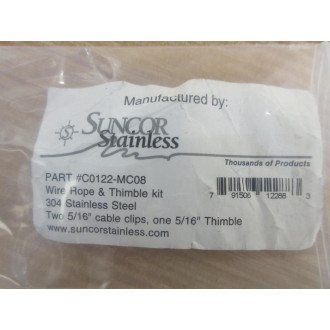 Manufactured by:
SUNCOR
Stainless
Thousands of Products
PART #C0122-MC08
Wire Rope & Thimble kit
304 Stainless Steel
Two 5/16" cable clips, one 5/16" Thimble
www.suncorstainless.com
7 91506 12288 3